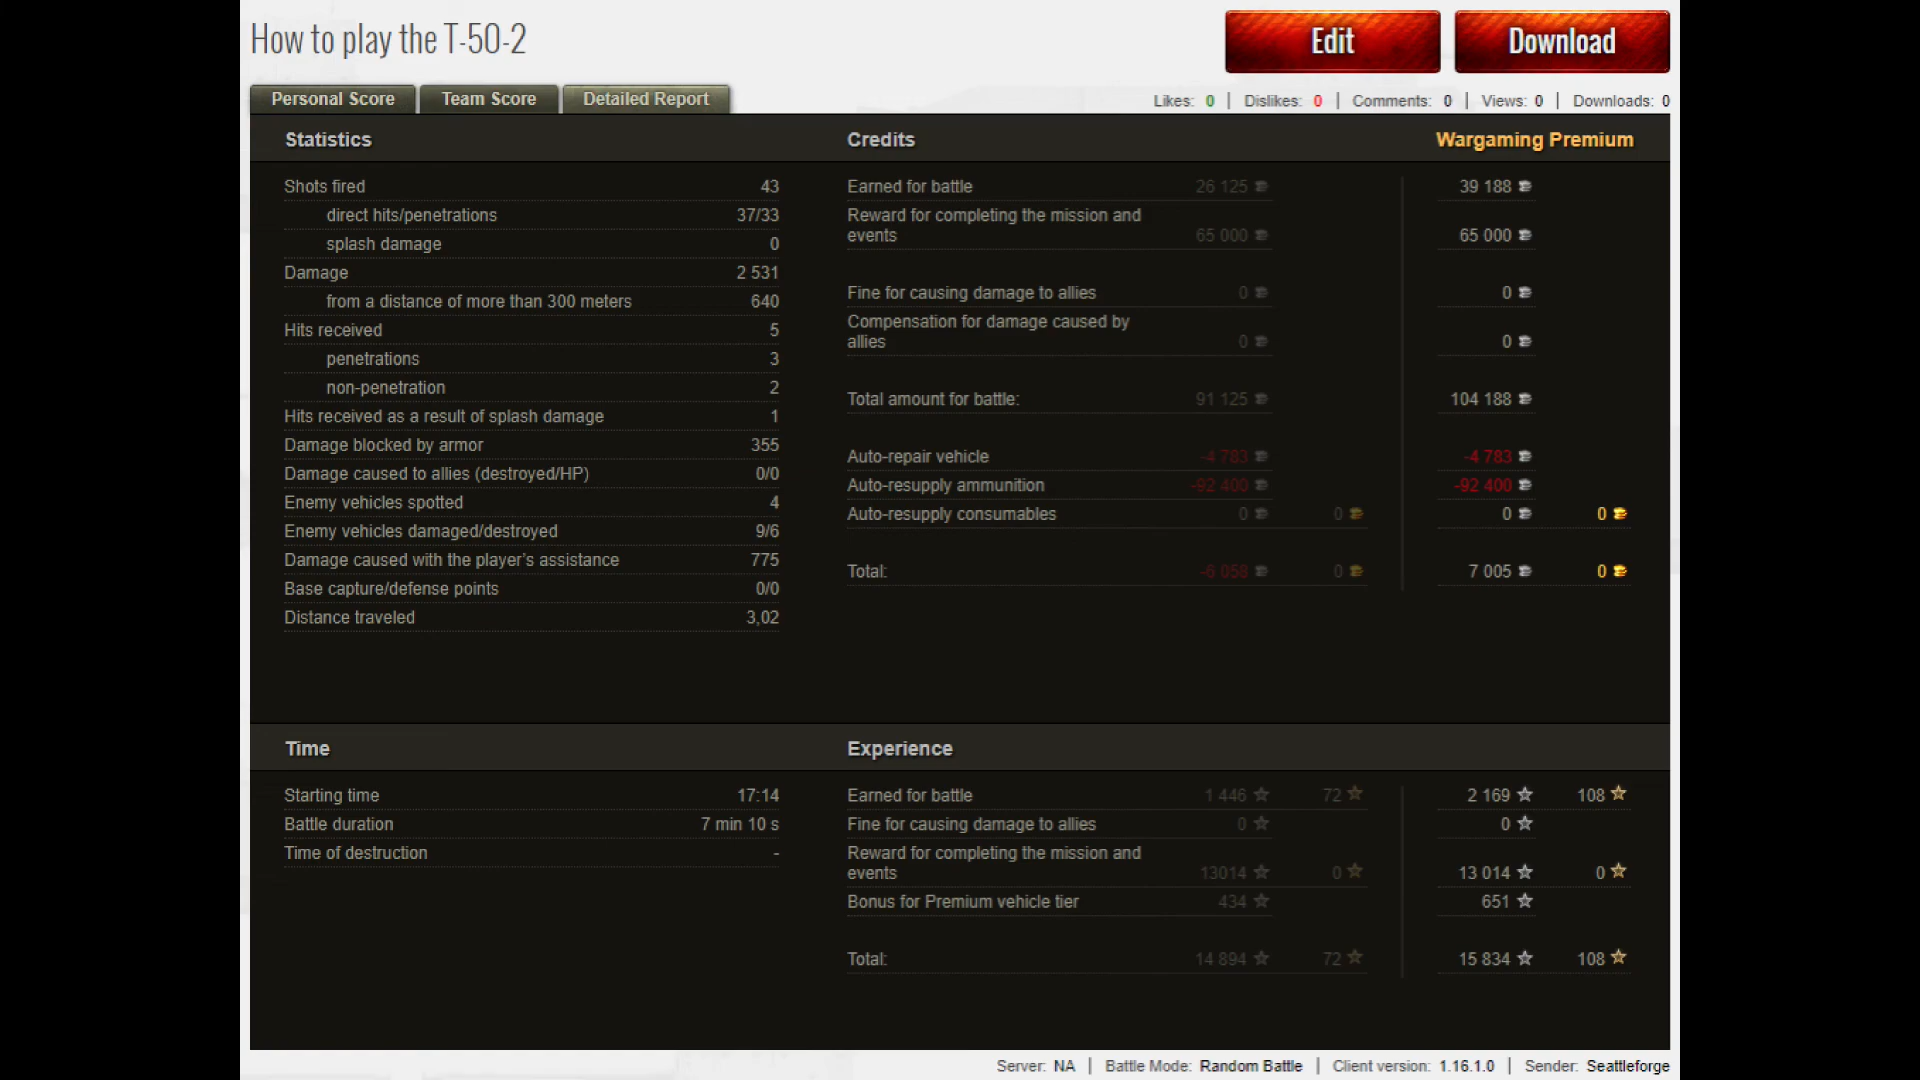 How to play the T-50-2
Edit
Download
Personal Score
Team Score
Detailed Report
Likes: 0 | Dislikes: 0 | Comments: 0 | Views: 0 | Downloads: 0
Statistics
Shots fired 43
direct hits/penetrations 37/33
splash damage 0
Damage 2 531
from a distance of more than 300 meters 640
Hits received 5
penetrations 3
non-penetration 2
Hits received as a result of splash damage 1
Damage blocked by armor 355
Damage caused to allies (destroyed/HP) 0/0
Enemy vehicles spotted 4
Enemy vehicles damaged/destroyed 9/6
Damage caused with the player's assistance 775
Base capture/defense points 0/0
Distance traveled 3,02
Credits
Wargaming Premium
Earned for battle 26 125 39 188
Reward for completing the mission and
events 65 000 65 000
Fine for causing damage to allies 0 0
Compensation for damage caused by
allies 0 0
Total amount for battle: 91 125 104 188
Auto-repair vehicle -4 783 -4 783
Auto-resupply ammunition -92 400 -92 400
Auto-resupply consumables 0 0 0 0
Total: -6 058 0 7 005 0
Time
Starting time 17:14
Battle duration 7 min 10 s
Time of destruction -
Experience
Earned for battle 1 446 72 2 169 108
Fine for causing damage to allies 0 0
Reward for completing the mission and
events 13014 0 13 014 0
Bonus for Premium vehicle tier 434 651
Total: 14 894 72 15 834 108
Server: NA | Battle Mode: Random Battle | Client version: 1.16.1.0 | Sender: Seattleforge